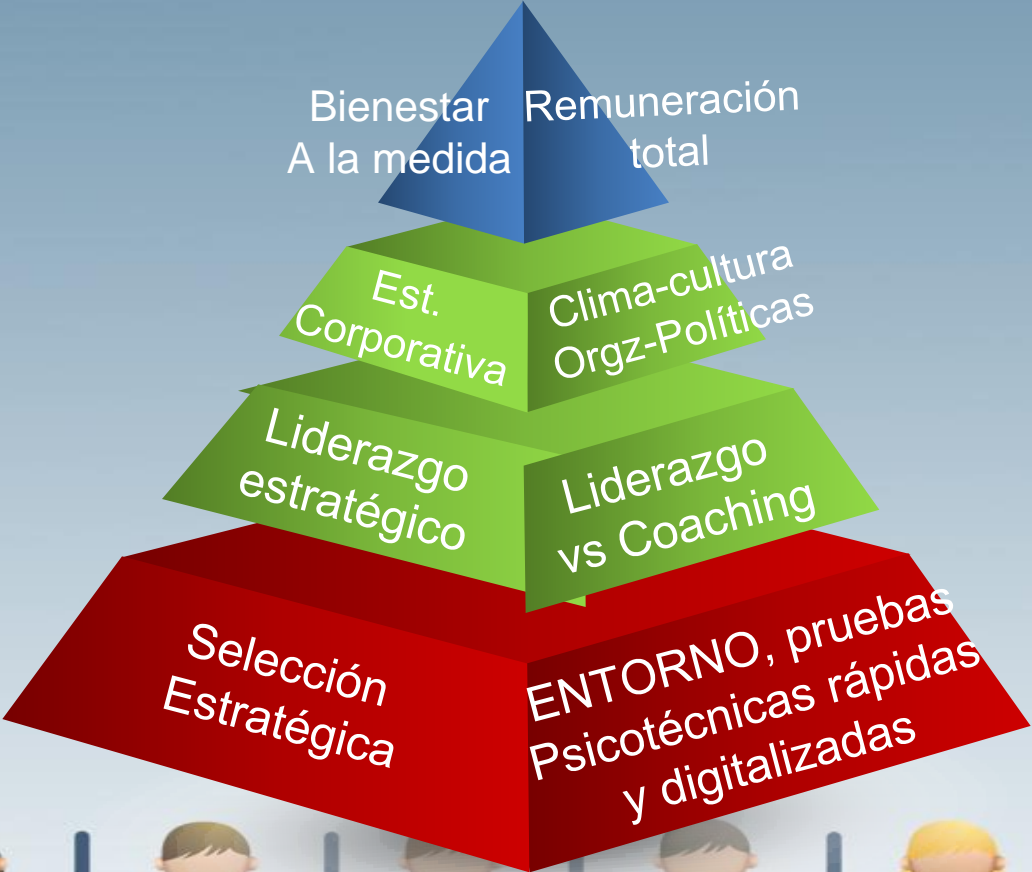 Bienestar
A la medida
Remuneración
total
Est.
Corporativa
Clima-cultura
Orgz-Políticas
Liderazgo
estratégico
Liderazgo
vs Coaching
Selección
Estratégica
ENTORNO, pruebas
Psicotécnicas rápidas
y digitalizadas